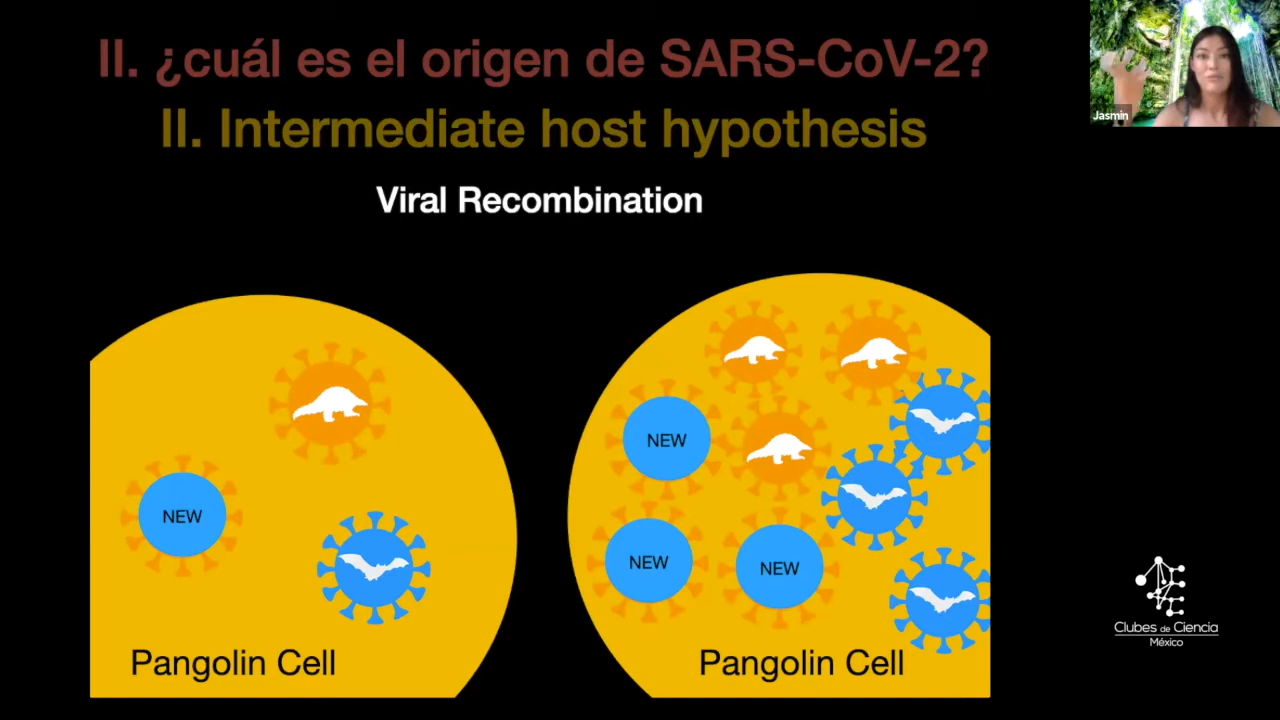 II. ¿cuál es el origen de SARS-CoV-2?
II. Intermediate host hypothesis
Viral Recombination
Jasmin
NEW
Pangolin Cell
NEW
NEW
NEW
Pangolin Cell
Clubes de Ciencia
México